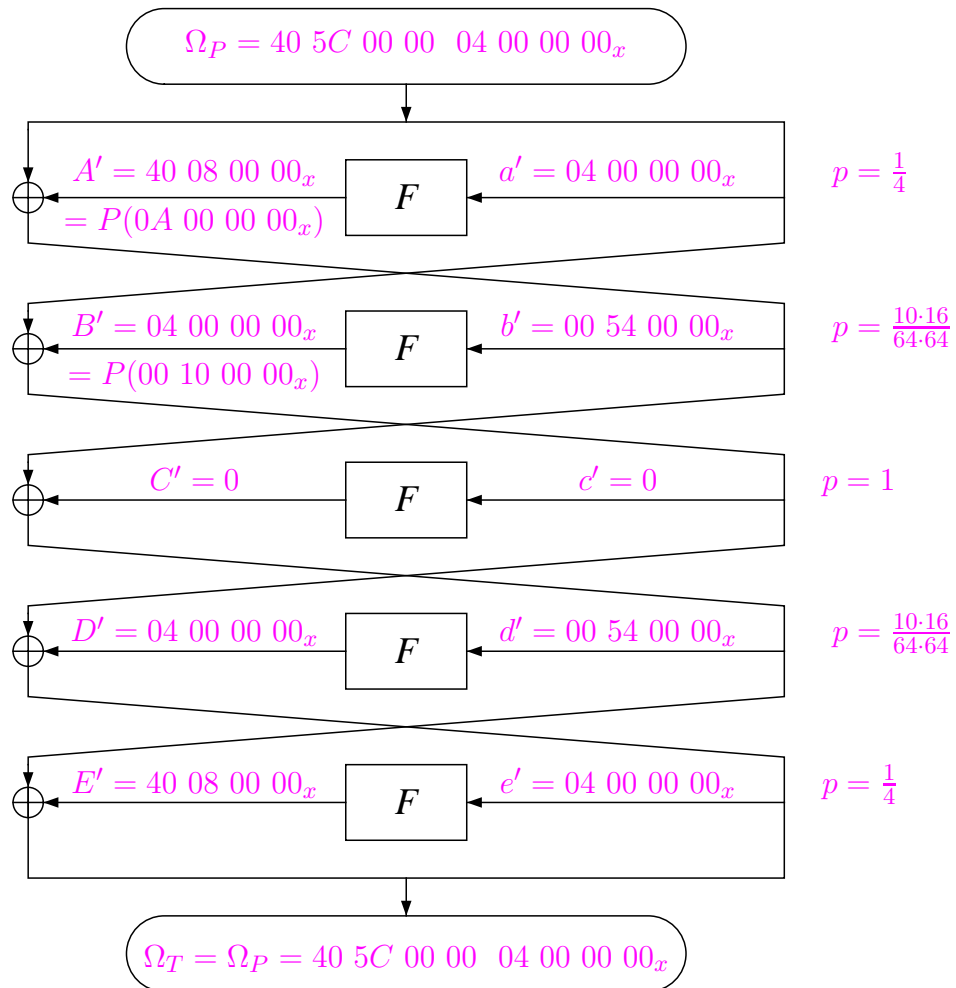 Ω_P = 40 5C 00 00 04 00 00 00_x
A′ = 40 08 00 00_x F a′ = 04 00 00 00_x p = 1/4
= P(0A 00 00 00_x)
B′ = 04 00 00 00_x F b′ = 00 54 00 00_x p = 10·16/64·64
= P(00 10 00 00_x)
C′ = 0 F c′ = 0 p = 1
D′ = 04 00 00 00_x F d′ = 00 54 00 00_x p = 10·16/64·64
E′ = 40 08 00 00_x F e′ = 04 00 00 00_x p = 1/4
Ω_T = Ω_P = 40 5C 00 00 04 00 00 00_x